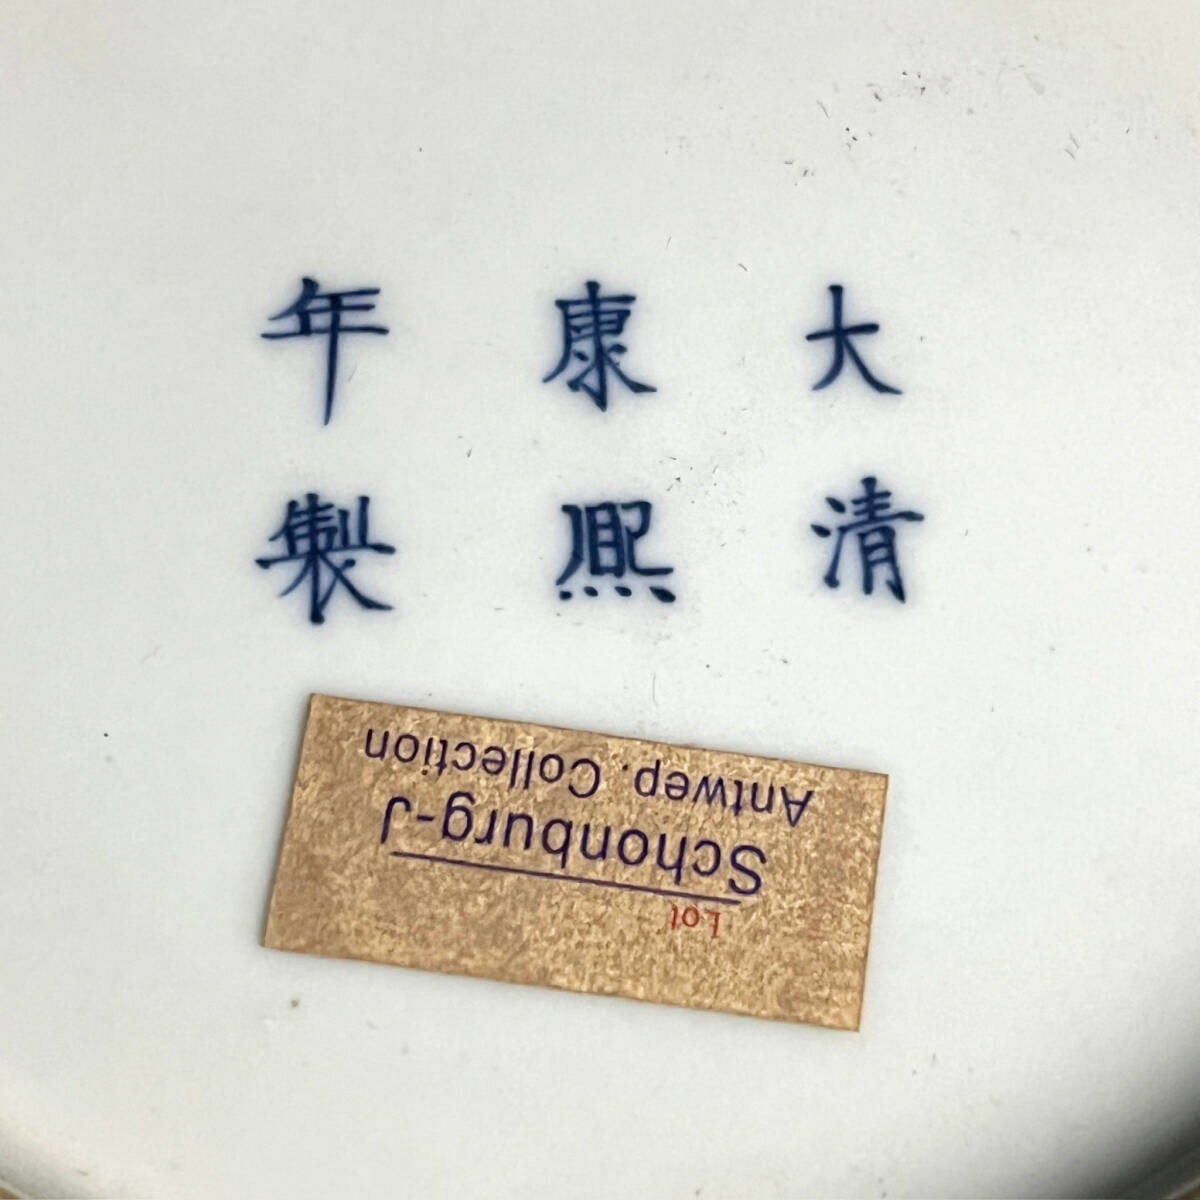 大清
康熙
年製
Lot
Schonburg-J
Antwep. Collection